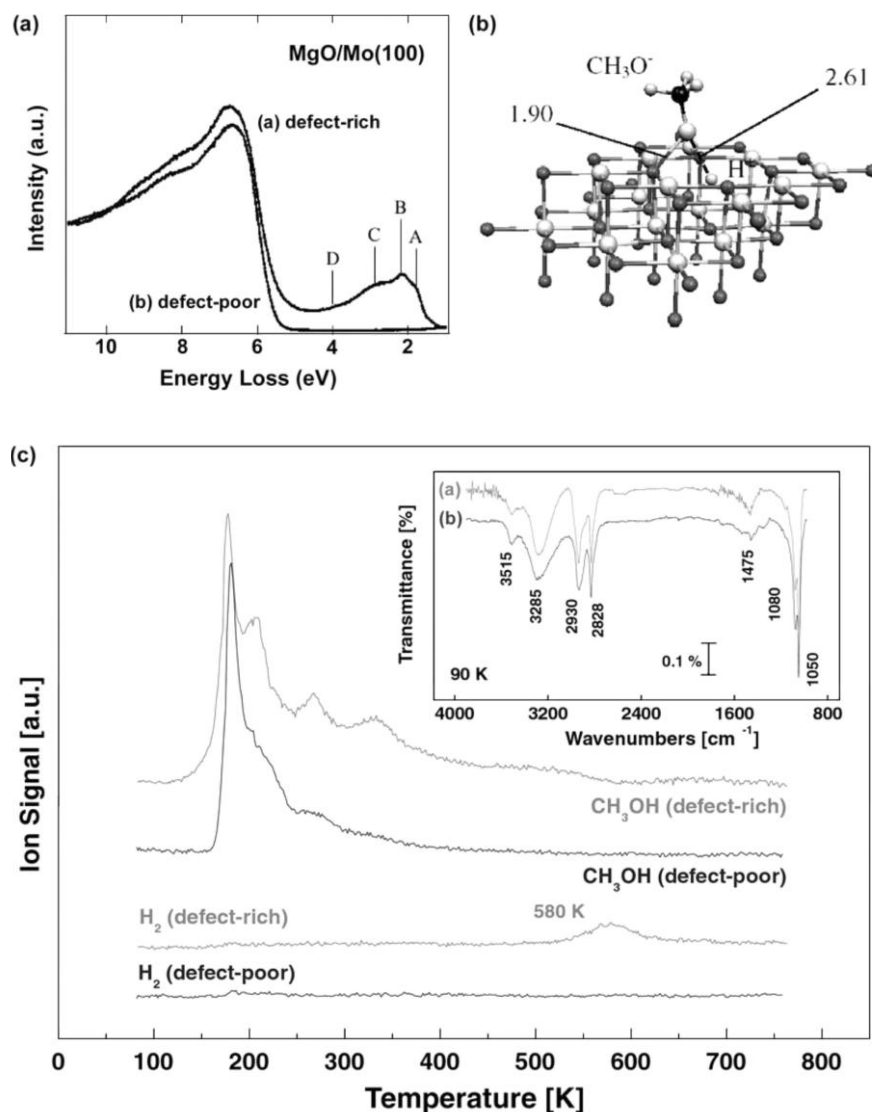 (a)
MgO/Mo(100)
(a) defect-rich
(b) defect-poor
D
C
B
A
Intensity (a.u.)
10 8 6 4 2
Energy Loss (eV)
(b)
CH₃O⁻
2.61
1.90
H
(c)
(a)
(b)
3515
3285
2930
2828
1475
1080
1050
0.1 %
90 K
Transmittance [%]
4000 3200 2400 1600 800
Wavenumbers [cm ⁻¹]
CH₃OH (defect-rich)
CH₃OH (defect-poor)
H₂ (defect-rich)
580 K
H₂ (defect-poor)
Ion Signal [a.u.]
0 100 200 300 400 500 600 700 800
Temperature [K]